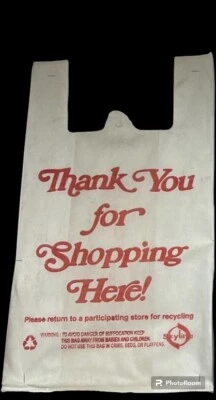 Thank You
for
Shopping
Here!
Please return to a participating store for recycling
WARNING: TO AVOID DANGER OF SUFFOCATION KEEP
THIS BAG AWAY FROM BABIES AND CHILDREN.
DO NOT USE THIS BAG IN CRIBS, BEDS, OR PLAYPENS.
Skyline
PhotoRoom